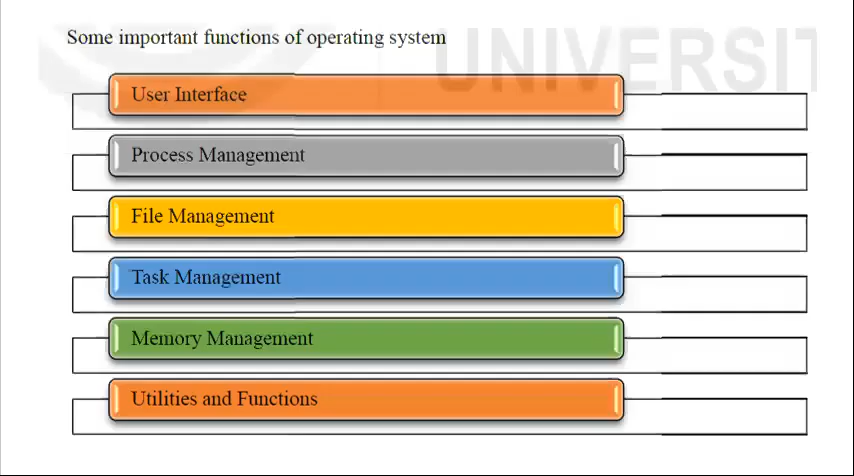 Some important functions of operating system
UNIVERSIT
User Interface
Process Management
File Management
Task Management
Memory Management
Utilities and Functions